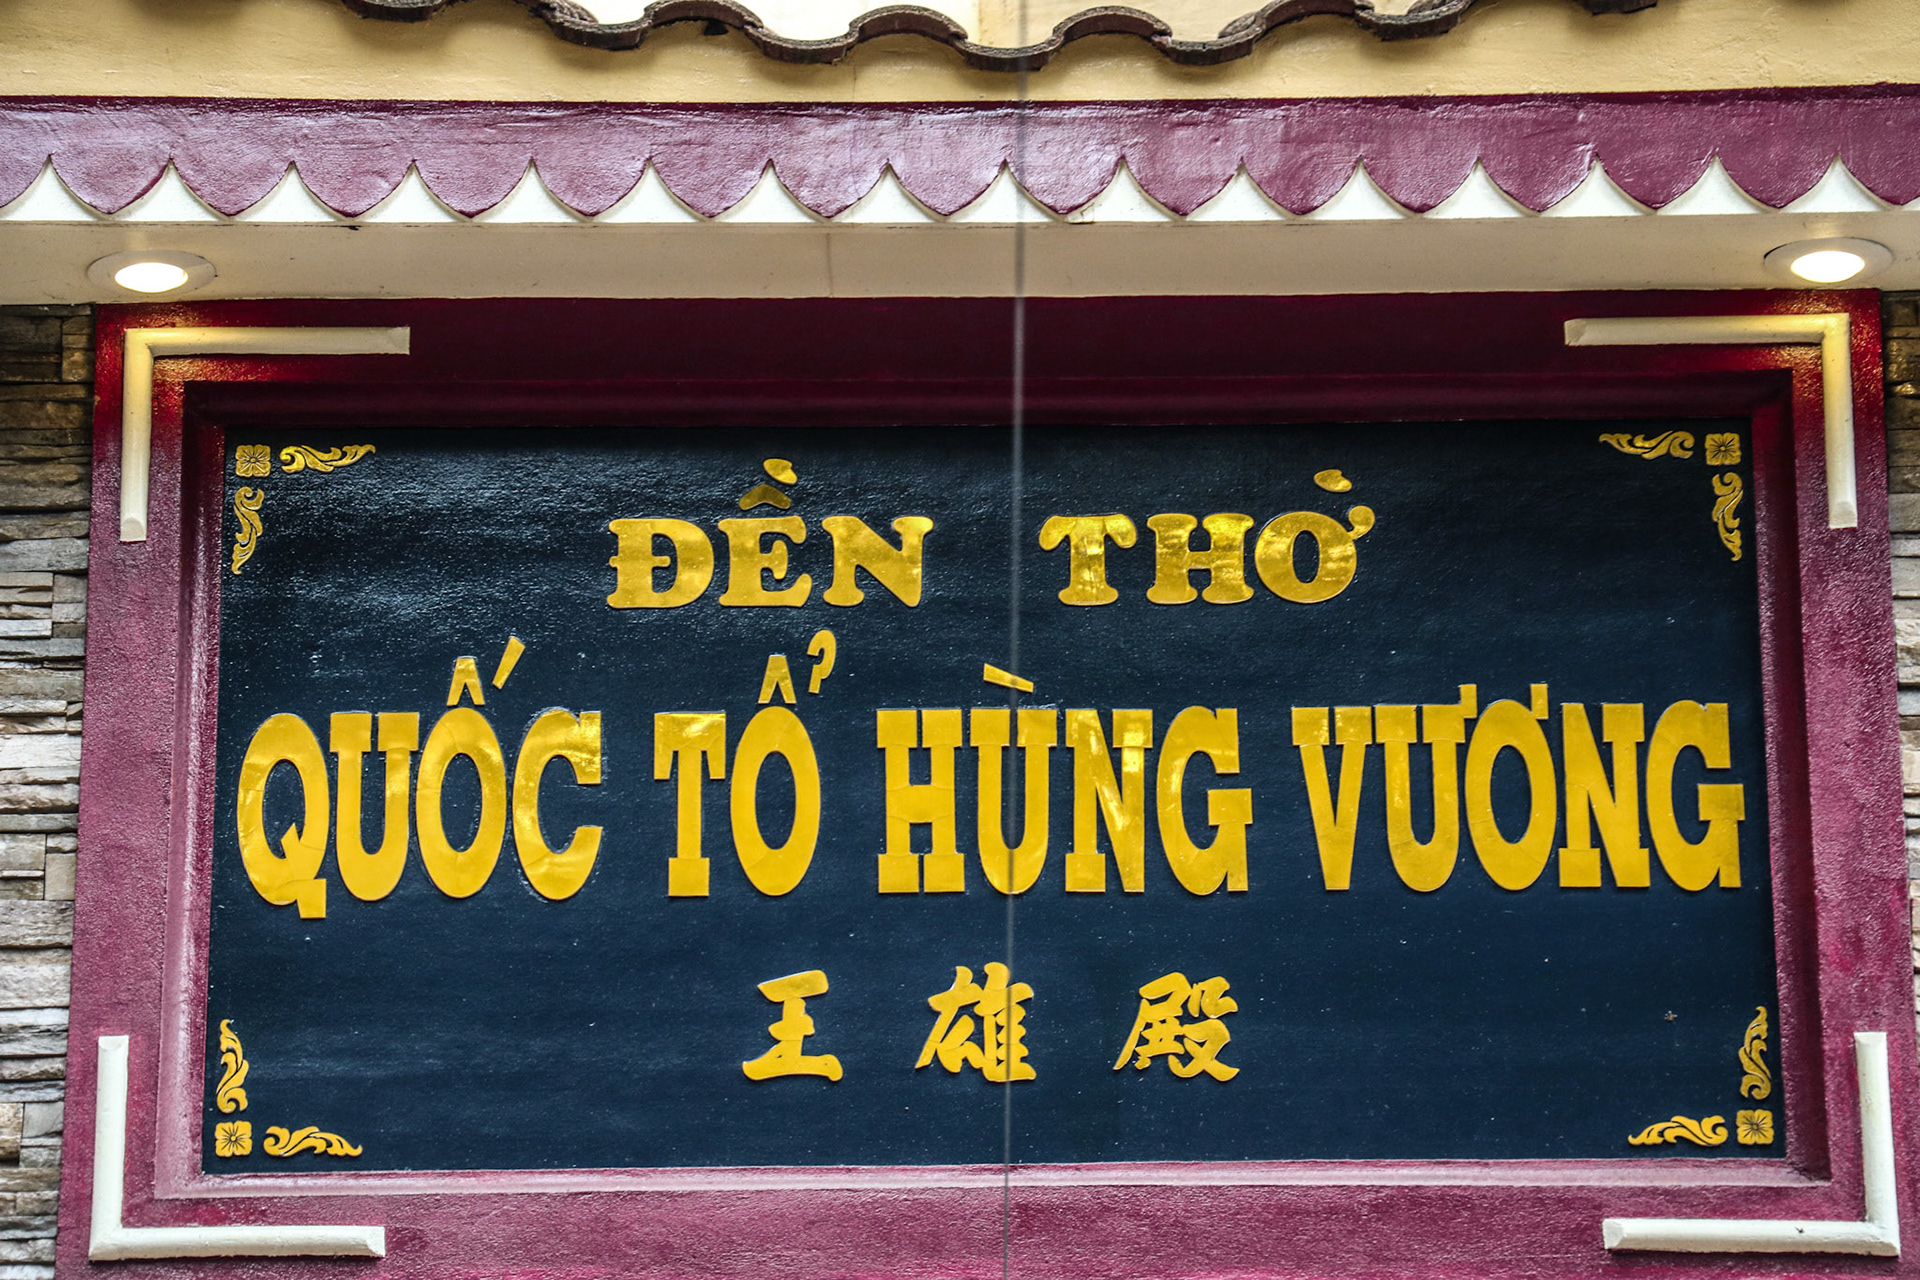 ĐỀN THỜ
QUỐC TỔ HÙNG VƯƠNG
王雄殿